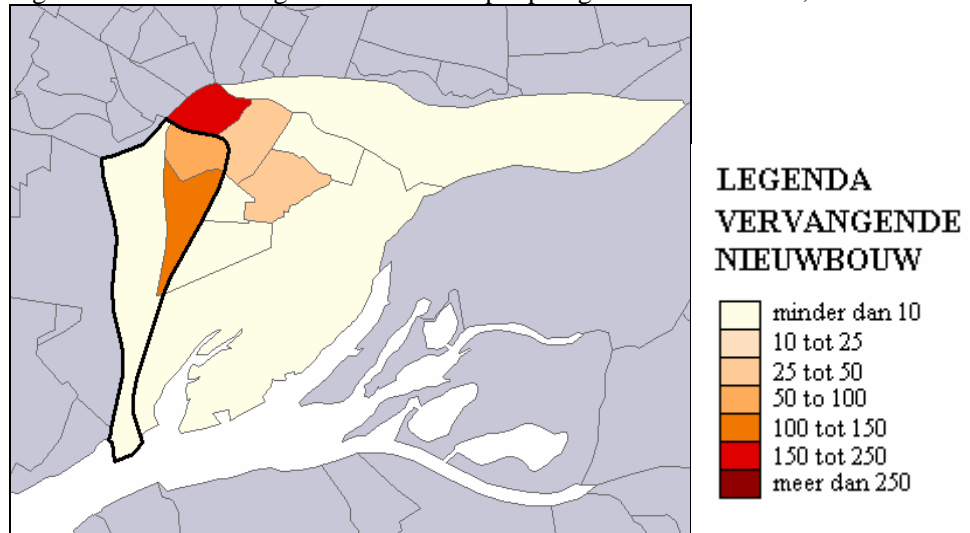 LEGENDA
VERVANGENDE
NIEUWBOUW
minder dan 10
10 tot 25
25 tot 50
50 to 100
100 tot 150
150 tot 250
meer dan 250